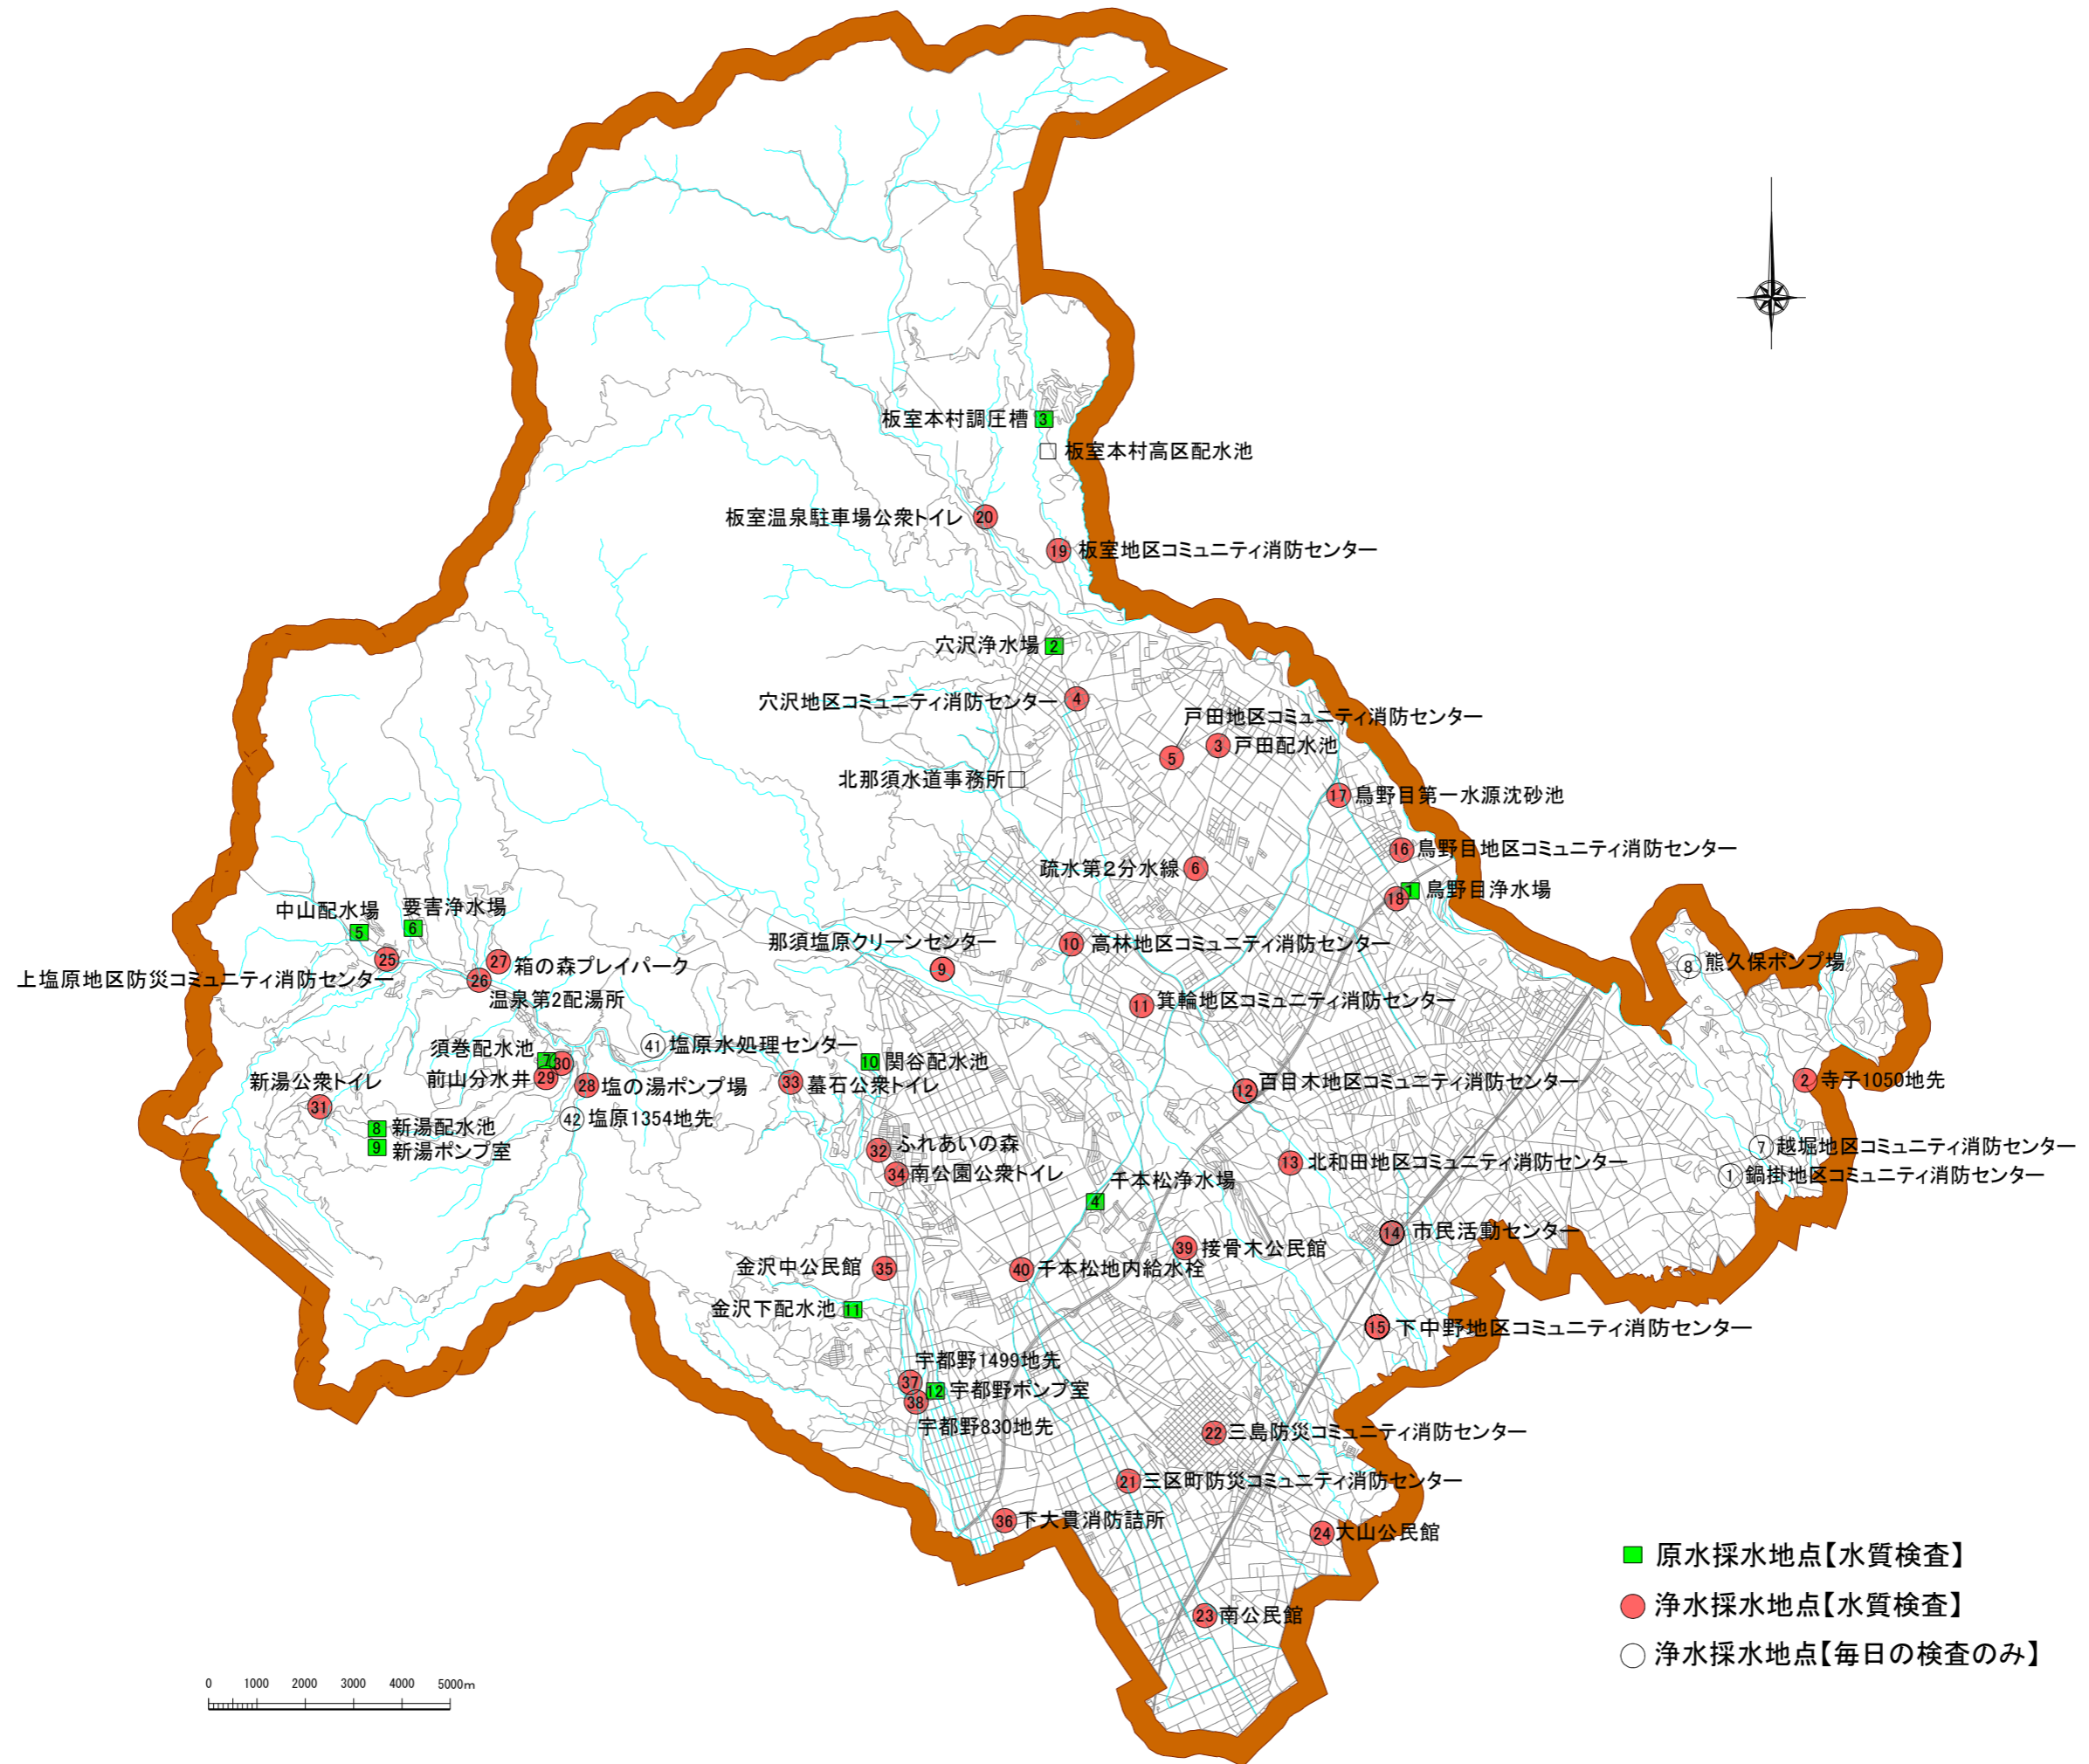 板室本村調圧槽 3
板室本村高区配水池
板室温泉駐車場公衆トイレ 20
19 板室地区コミュニティ消防センター
穴沢浄水場 2
穴沢地区コミュニティ消防センター 4
戸田地区コミュニティ消防センター
5
3 戸田配水池
北那須水道事務所
17 鳥野目第一水源沈砂池
16 鳥野目地区コミュニティ消防センター
疏水第2分水線 6
18
1 鳥野目浄水場
中山配水場
5
要害浄水場
6
那須塩原クリーンセンター
9
10 高林地区コミュニティ消防センター
8 熊久保ポンプ場
25
上塩原地区防災コミュニティ消防センター
27 箱の森プレイパーク
26
温泉第2配湯所
11 箕輪地区コミュニティ消防センター
須巻配水池 7
30
41 塩原水処理センター
10 関谷配水池
前山分水井 29
28 塩の湯ポンプ場
33 墓石公衆トイレ
新湯公衆トイレ
31
12 百目木地区コミュニティ消防センター
2 寺子1050地先
8 新湯配水池
9 新湯ポンプ室
42 塩原1354地先
32 ふれあいの森
34 南公園公衆トイレ
7 越堀地区コミュニティ消防センター
1 鍋掛地区コミュニティ消防センター
13 北和田地区コミュニティ消防センター
千本松浄水場
4
14 市民活動センター
39 接骨木公民館
金沢中公民館 35
40 千本松地内給水栓
金沢下配水池 11
15 下中野地区コミュニティ消防センター
宇都野1499地先
37
12 宇都野ポンプ室
38
宇都野830地先
22 三島防災コミュニティ消防センター
21 三区町防災コミュニティ消防センター
36 下大貫消防詰所
24 大山公民館
23 南公民館
原水採水地点【水質検査】
浄水採水地点【水質検査】
浄水採水地点【毎日の検査のみ】
0 1000 2000 3000 4000 5000m